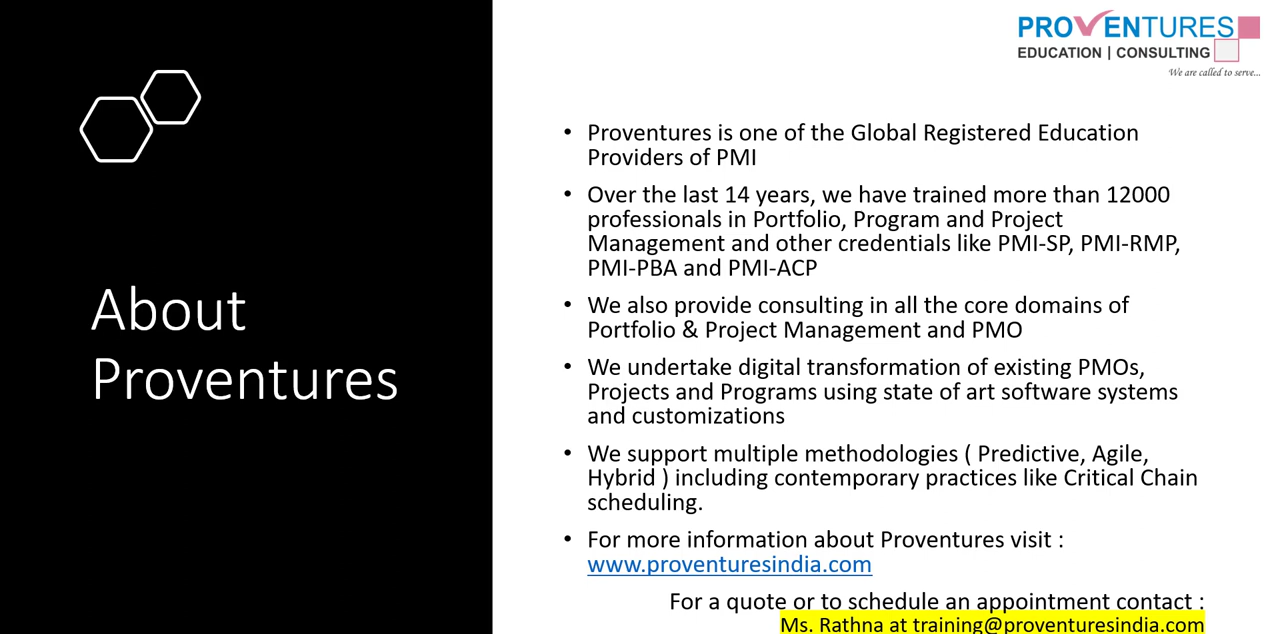 PROVENTURES
EDUCATION | CONSULTING
We are called to serve...
About
Proventures
• Proventures is one of the Global Registered Education
Providers of PMI
• Over the last 14 years, we have trained more than 12000
professionals in Portfolio, Program and Project
Management and other credentials like PMI-SP, PMI-RMP,
PMI-PBA and PMI-ACP
• We also provide consulting in all the core domains of
Portfolio & Project Management and PMO
• We undertake digital transformation of existing PMOs,
Projects and Programs using state of art software systems
and customizations
• We support multiple methodologies ( Predictive, Agile,
Hybrid ) including contemporary practices like Critical Chain
scheduling.
• For more information about Proventures visit :
www.proventuresindia.com
For a quote or to schedule an appointment contact :
Ms. Rathna at training@proventuresindia.com